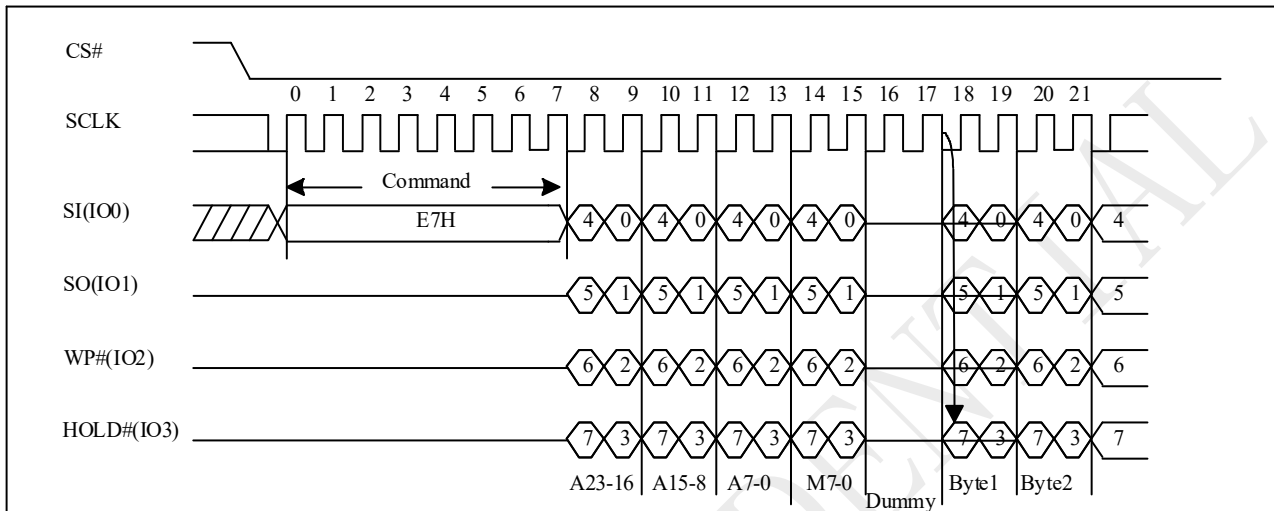 CS#
0 1 2 3 4 5 6 7 8 9 10 11 12 13 14 15 16 17 18 19 20 21
SCLK
Command
SI(IO0) E7H 4 0 4 0 4 0 4 0 4 0 4 0 4
SO(IO1) 5 1 5 1 5 1 5 1 5 1 5 1 5
WP#(IO2) 6 2 6 2 6 2 6 2 6 2 6 2 6
HOLD#(IO3) 7 3 7 3 7 3 7 3 7 3 7 3 7
A23-16 A15-8 A7-0 M7-0 Dummy Byte1 Byte2